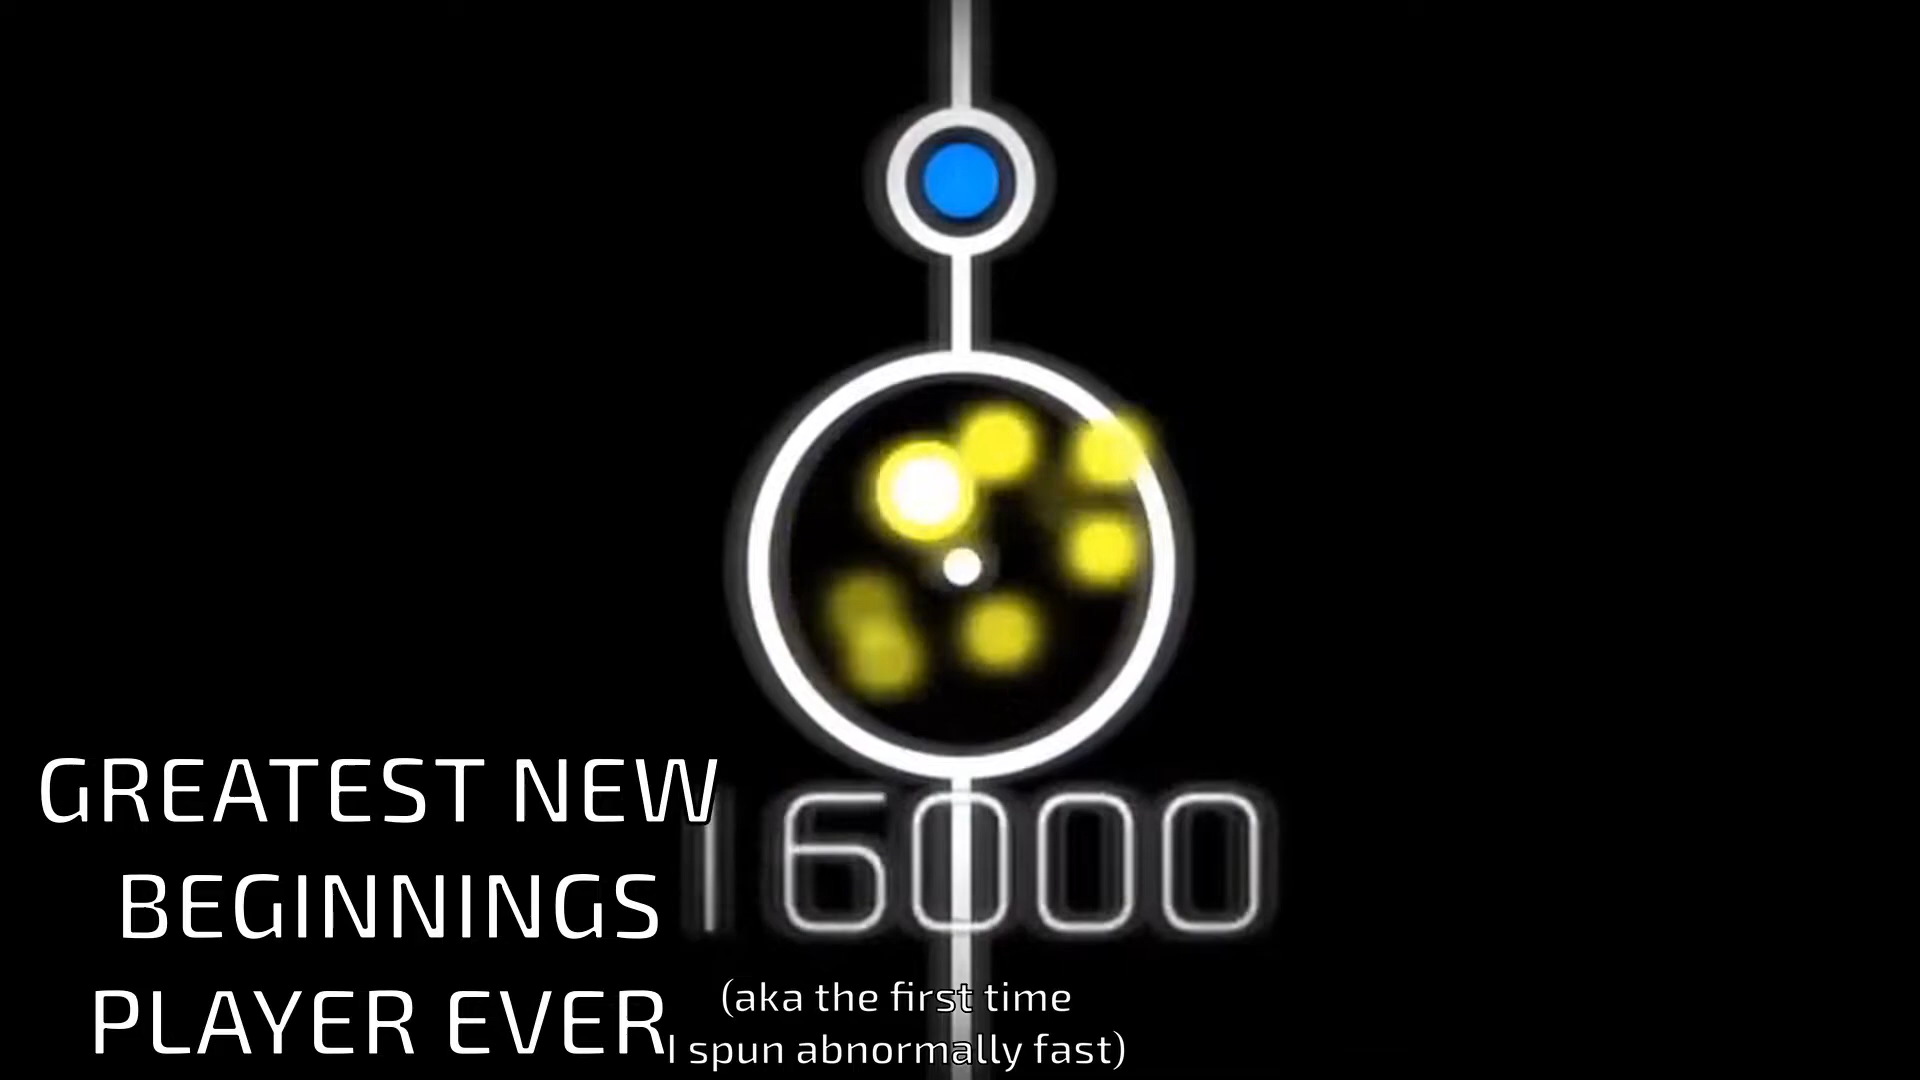 16000
GREATEST NEW
BEGINNINGS
PLAYER EVER
(aka the first time
I spun abnormally fast)